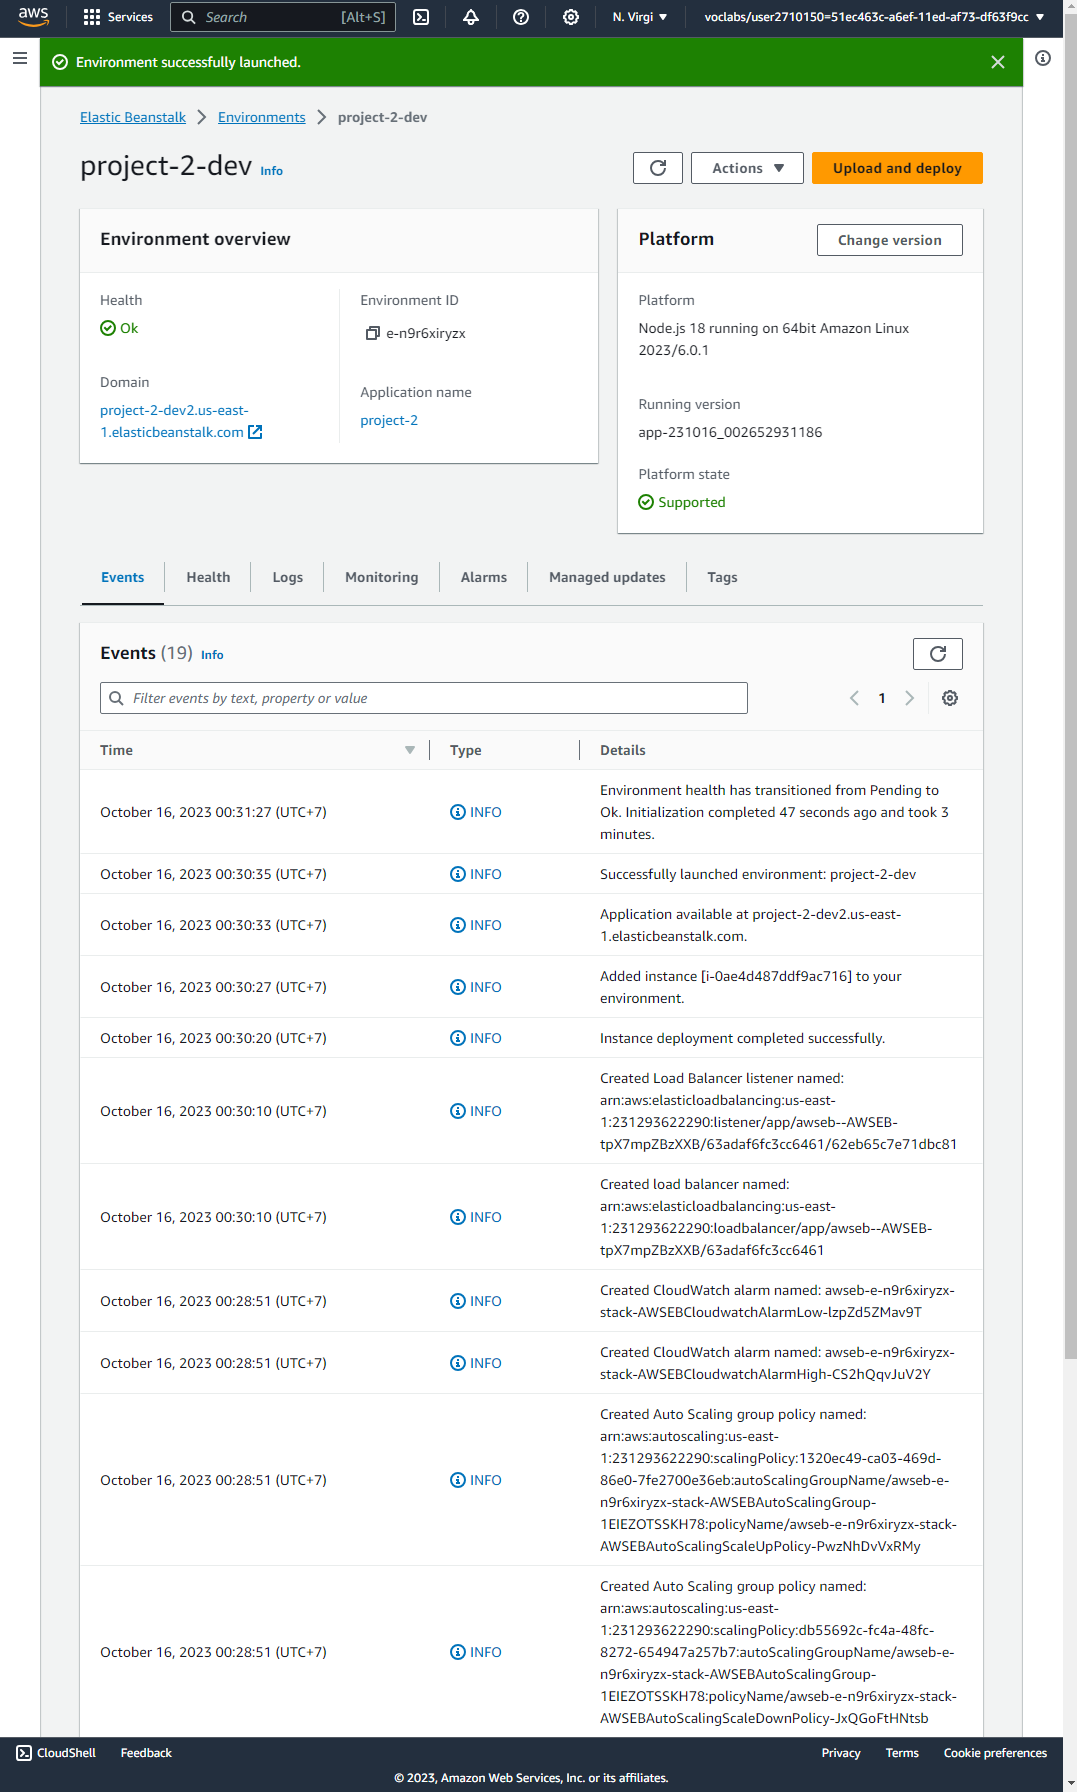 aws
Services
Search [Alt+S]
N. Virgi
voclabs/user2710150=51ec463c-a6ef-11ed-af73-df63f9cc
Environment successfully launched.
Elastic Beanstalk > Environments > project-2-dev
project-2-dev Info
Actions
Upload and deploy
Environment overview
Health
Ok
Domain
project-2-dev2.us-east-
1.elasticbeanstalk.com
Environment ID
e-n9r6xiryzx
Application name
project-2
Platform
Change version
Platform
Node.js 18 running on 64bit Amazon Linux
2023/6.0.1
Running version
app-231016_002652931186
Platform state
Supported
Events
Health
Logs
Monitoring
Alarms
Managed updates
Tags
Events (19) Info
Filter events by text, property or value
1
Time
Type
Details
October 16, 2023 00:31:27 (UTC+7)
INFO
Environment health has transitioned from Pending to
Ok. Initialization completed 47 seconds ago and took 3
minutes.
October 16, 2023 00:30:35 (UTC+7)
INFO
Successfully launched environment: project-2-dev
October 16, 2023 00:30:33 (UTC+7)
INFO
Application available at project-2-dev2.us-east-
1.elasticbeanstalk.com.
October 16, 2023 00:30:27 (UTC+7)
INFO
Added instance [i-0ae4d487ddf9ac716] to your
environment.
October 16, 2023 00:30:20 (UTC+7)
INFO
Instance deployment completed successfully.
October 16, 2023 00:30:10 (UTC+7)
INFO
Created Load Balancer listener named:
arn:aws:elasticloadbalancing:us-east-
1:231293622290:listener/app/awseb--AWSEB-
tpX7mpZBzXXB/63adaf6fc3cc6461/62eb65c7e71dbc81
October 16, 2023 00:30:10 (UTC+7)
INFO
Created load balancer named:
arn:aws:elasticloadbalancing:us-east-
1:231293622290:loadbalancer/app/awseb--AWSEB-
tpX7mpZBzXXB/63adaf6fc3cc6461
October 16, 2023 00:28:51 (UTC+7)
INFO
Created CloudWatch alarm named: awseb-e-n9r6xiryzx-
stack-AWSEBCloudwatchAlarmLow-lzpZd5ZMav9T
October 16, 2023 00:28:51 (UTC+7)
INFO
Created CloudWatch alarm named: awseb-e-n9r6xiryzx-
stack-AWSEBCloudwatchAlarmHigh-CS2hQqvJuV2Y
October 16, 2023 00:28:51 (UTC+7)
INFO
Created Auto Scaling group policy named:
arn:aws:autoscaling:us-east-
1:231293622290:scalingPolicy:1320ec49-ca03-469d-
86e0-7fe2700e36eb:autoScalingGroupName/awseb-e-
n9r6xiryzx-stack-AWSEBAutoScalingGroup-
1EIEZOTSSKH78:policyName/awseb-e-n9r6xiryzx-stack-
AWSEBAutoScalingScaleUpPolicy-PwzNhDvVxRMy
October 16, 2023 00:28:51 (UTC+7)
INFO
Created Auto Scaling group policy named:
arn:aws:autoscaling:us-east-
1:231293622290:scalingPolicy:db55692c-fc4a-48fc-
8272-654947a257b7:autoScalingGroupName/awseb-e-
n9r6xiryzx-stack-AWSEBAutoScalingGroup-
1EIEZOTSSKH78:policyName/awseb-e-n9r6xiryzx-stack-
AWSEBAutoScalingScaleDownPolicy-JxQGoFtHNtsb
CloudShell
Feedback
Privacy
Terms
Cookie preferences
© 2023, Amazon Web Services, Inc. or its affiliates.